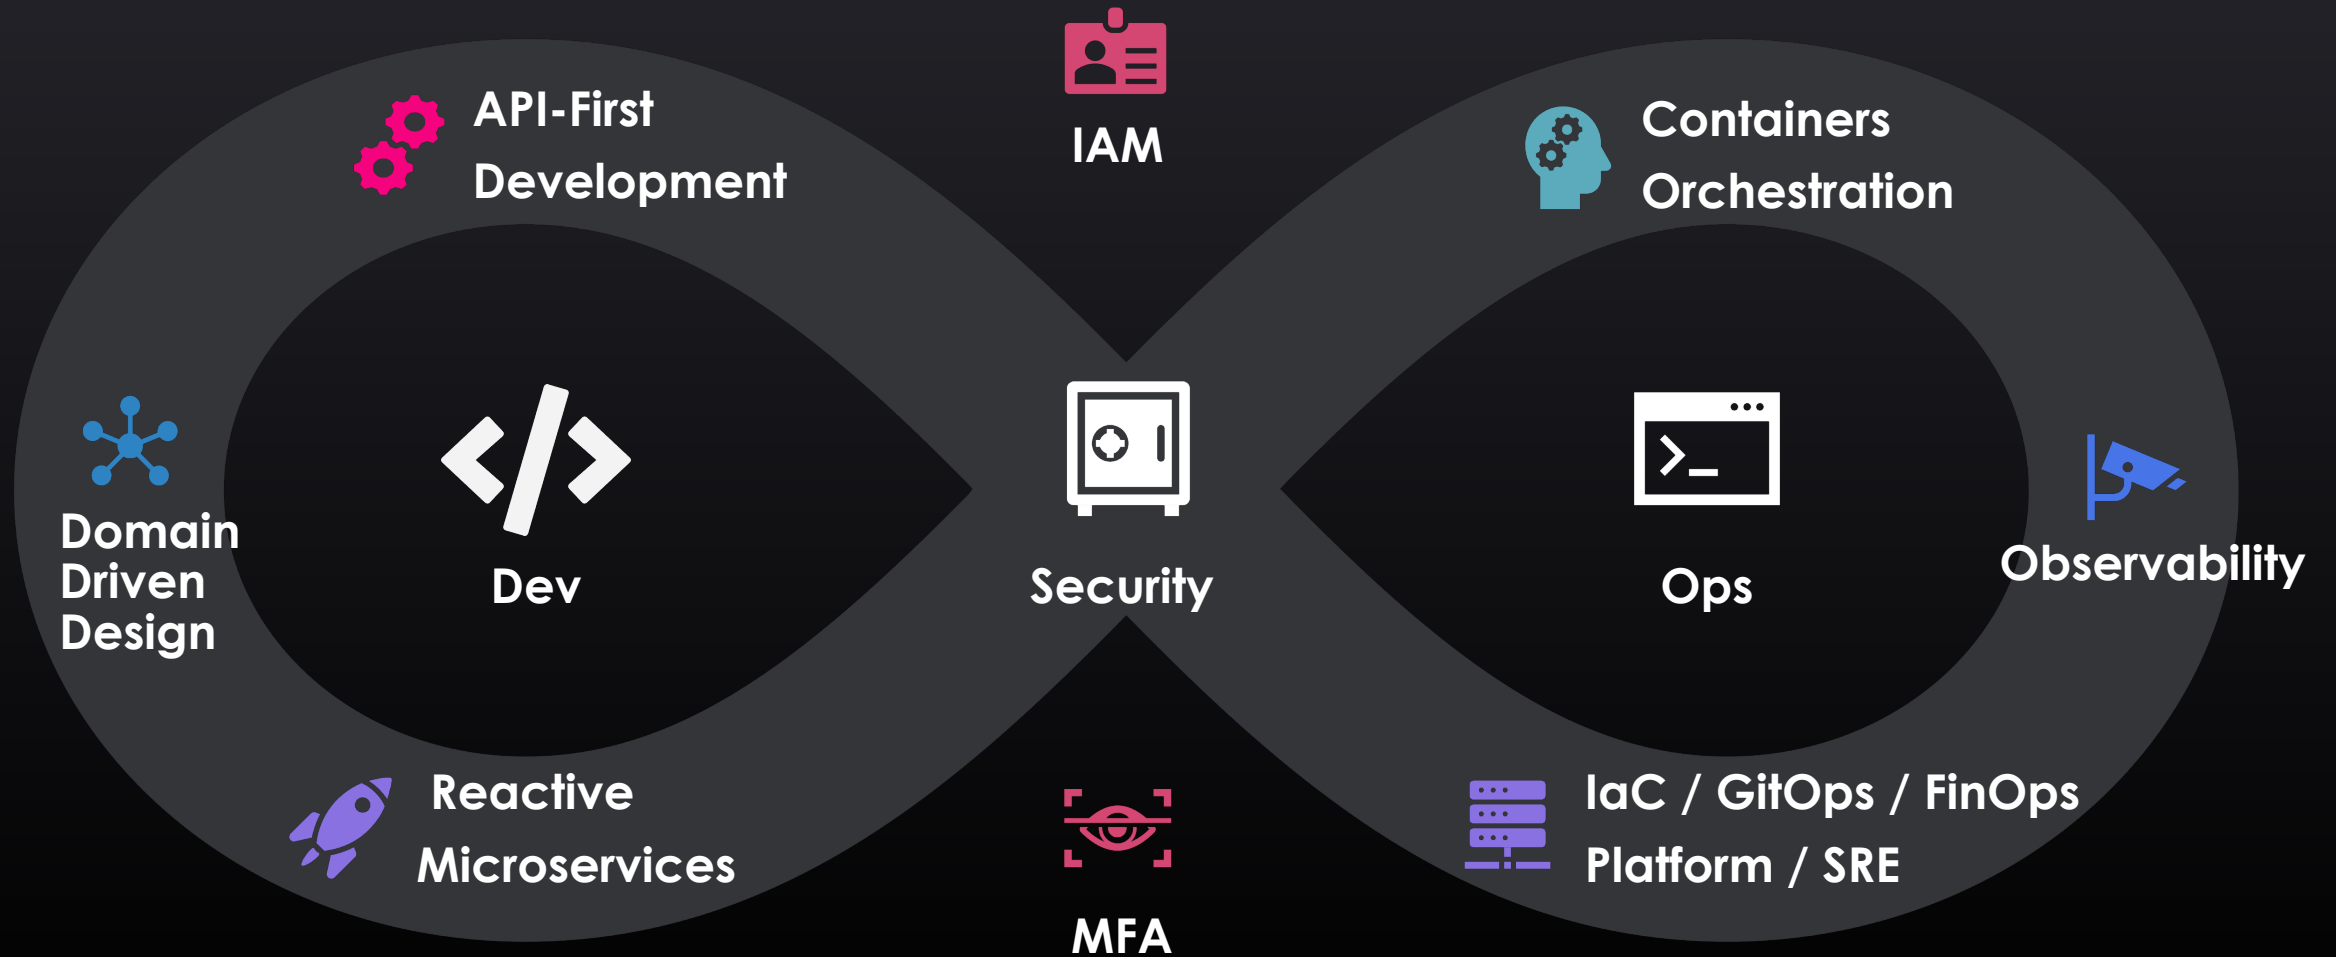 API-First
Development
IAM
Containers
Orchestration
Domain
Driven
Design
Dev
Security
Ops
Observability
Reactive
Microservices
MFA
IaC / GitOps / FinOps
Platform / SRE